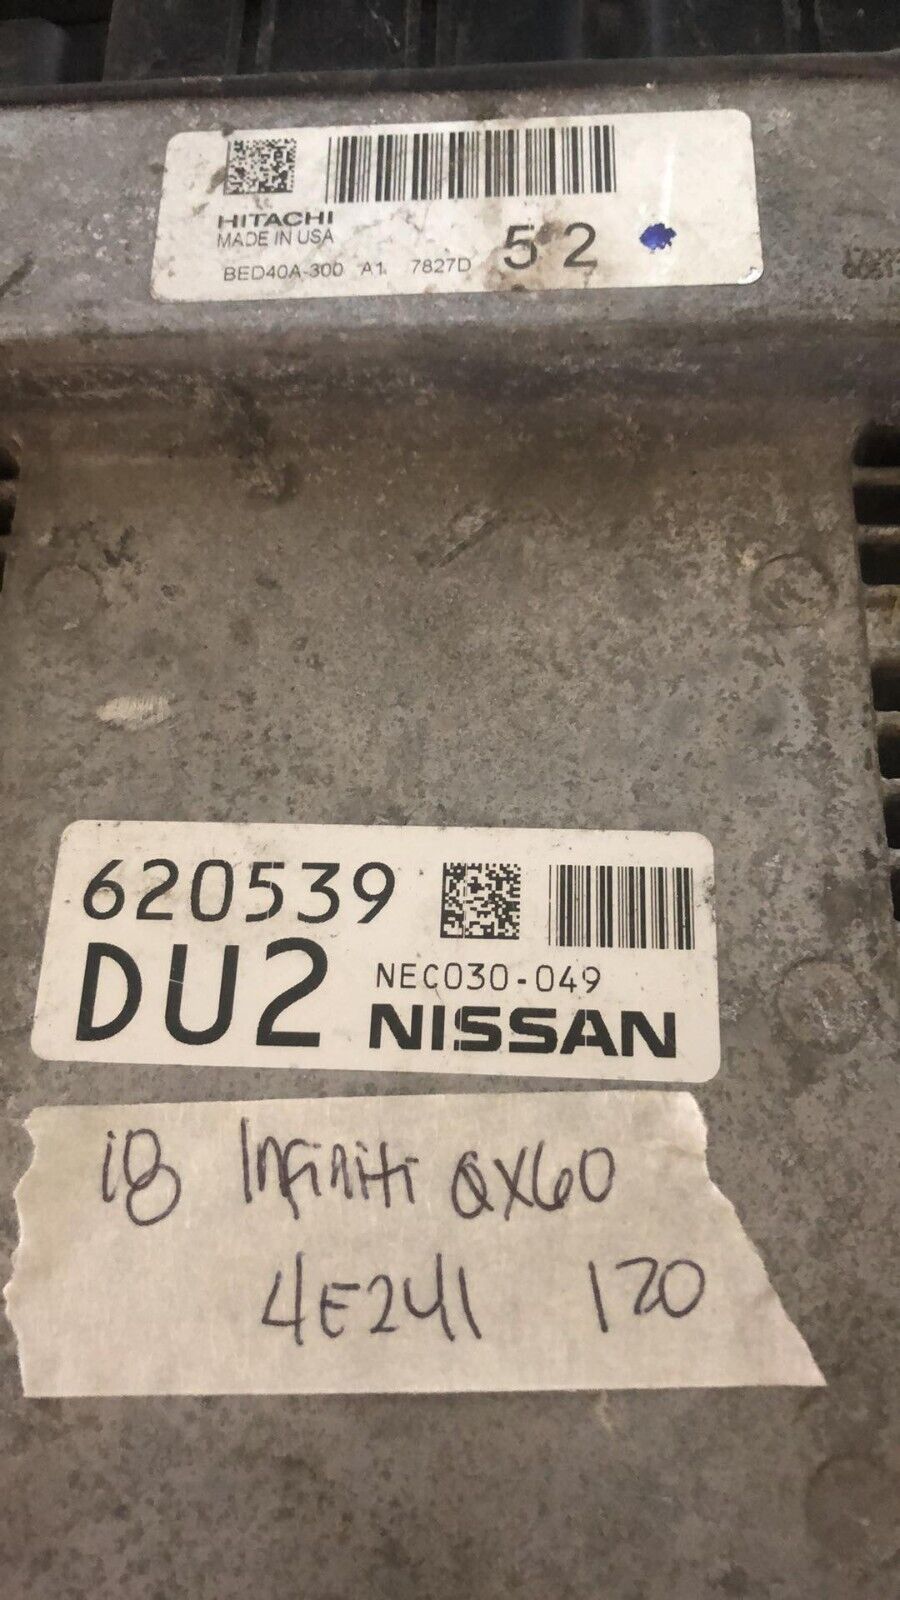 HITACHI
MADE IN USA
BED40A-300 A1 7827D 52
620539
DU2 NEC030-049
NISSAN
18 Infiniti QX60
4E241 120